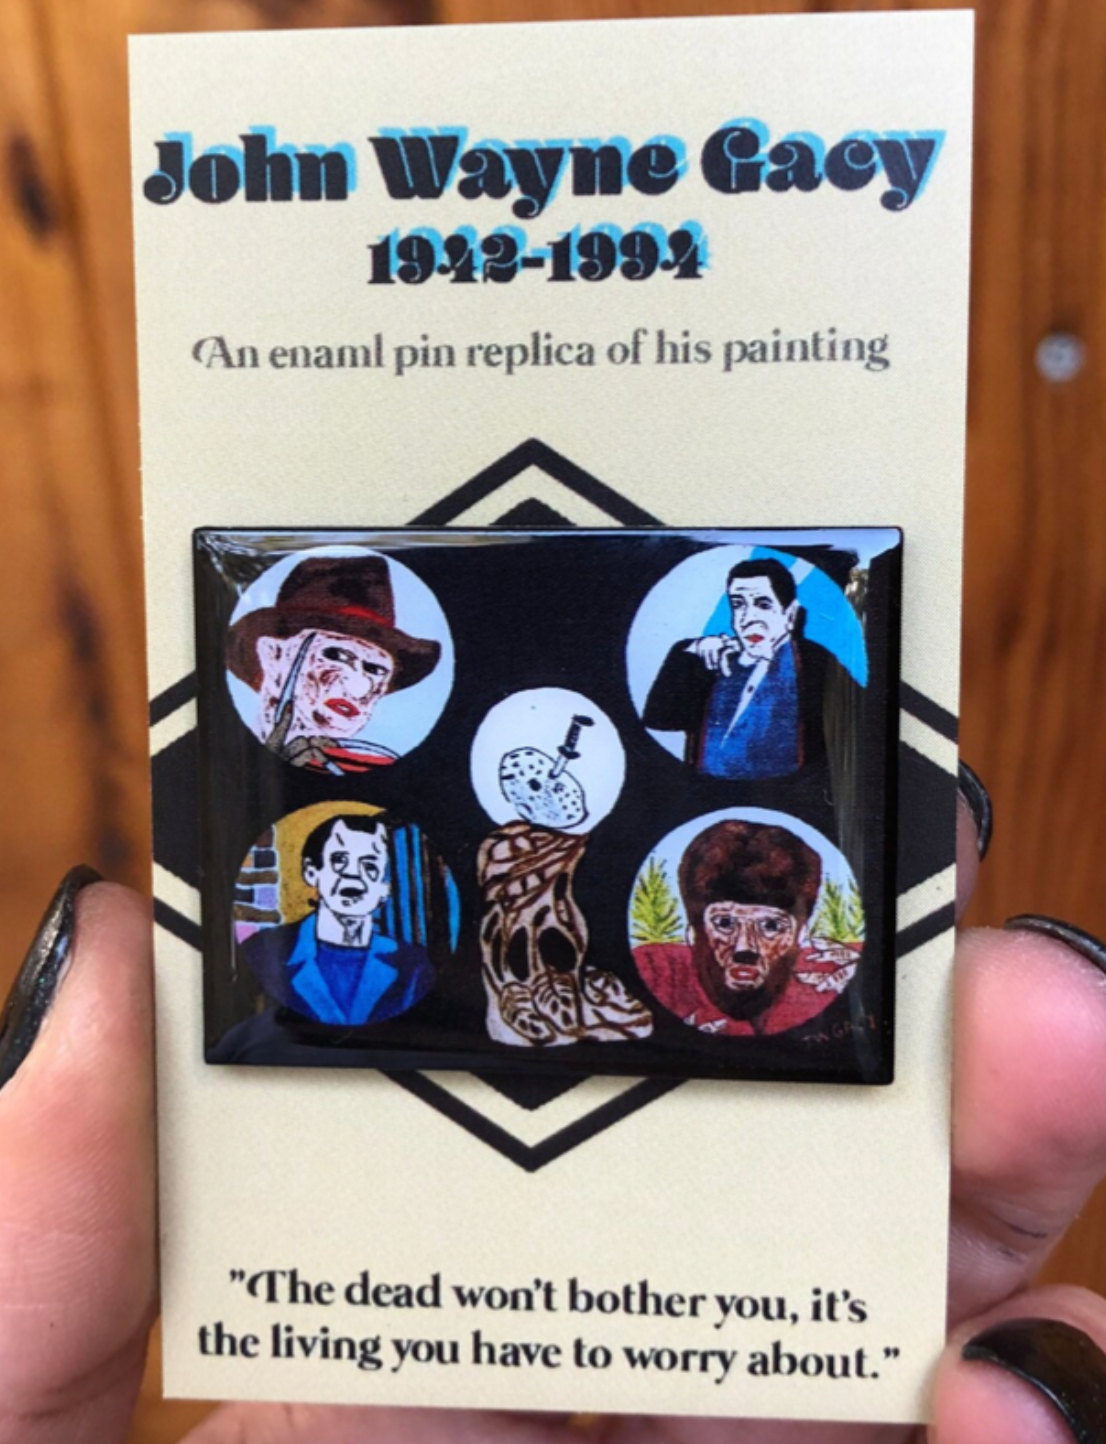 John Wayne Gacy
1942-1994
An enaml pin replica of his painting
"The dead won't bother you, it's
the living you have to worry about."